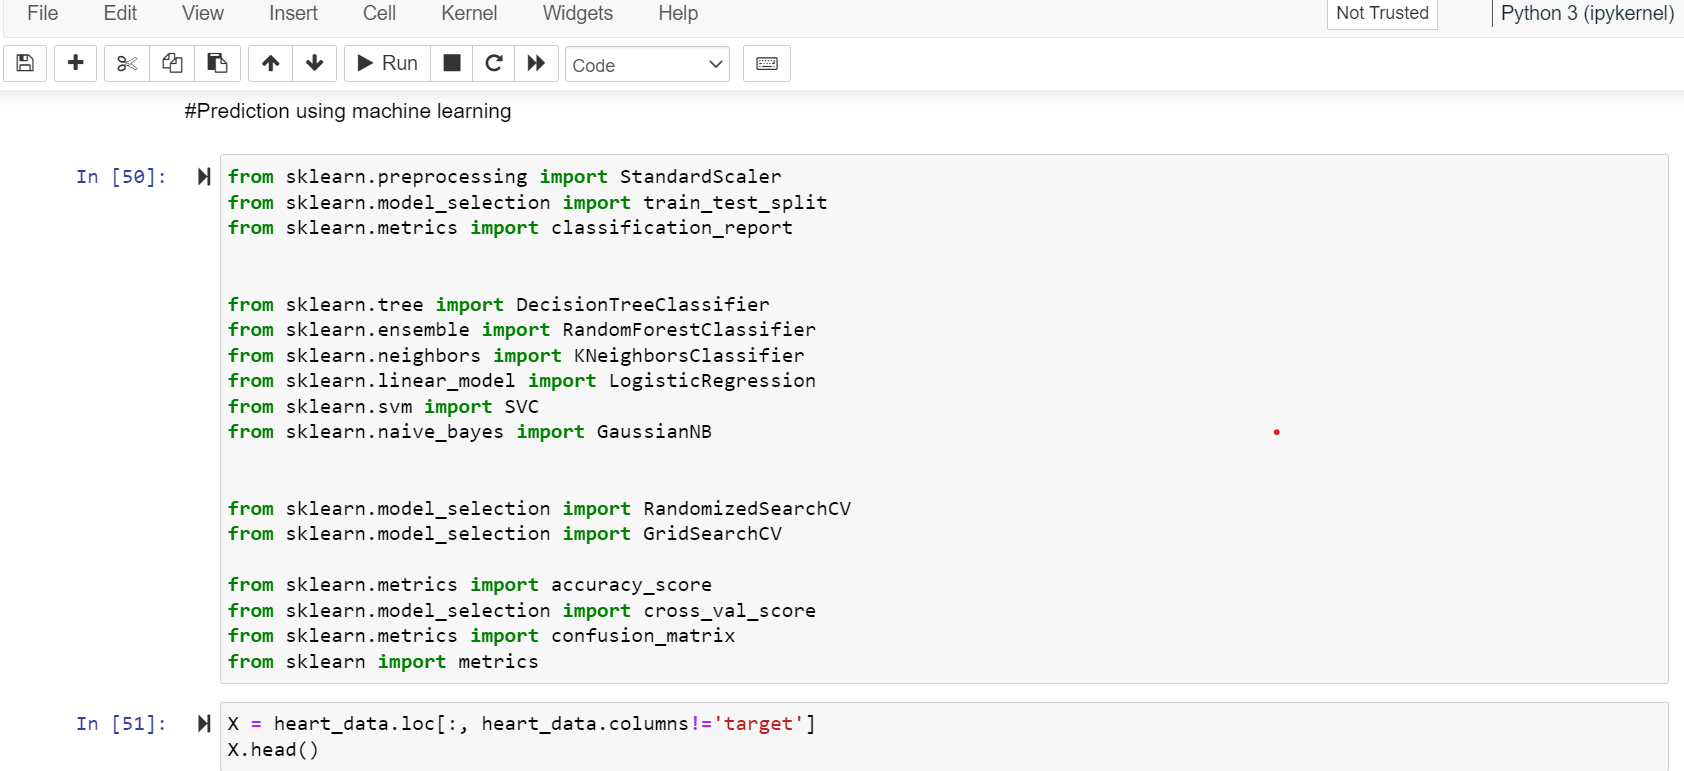 File Edit View Insert Cell Kernel Widgets Help Not Trusted Python 3 (ipykernel)
Run Code
#Prediction using machine learning
In [50]: from sklearn.preprocessing import StandardScaler
from sklearn.model_selection import train_test_split
from sklearn.metrics import classification_report
from sklearn.tree import DecisionTreeClassifier
from sklearn.ensemble import RandomForestClassifier
from sklearn.neighbors import KNeighborsClassifier
from sklearn.linear_model import LogisticRegression
from sklearn.svm import SVC
from sklearn.naive_bayes import GaussianNB
from sklearn.model_selection import RandomizedSearchCV
from sklearn.model_selection import GridSearchCV
from sklearn.metrics import accuracy_score
from sklearn.model_selection import cross_val_score
from sklearn.metrics import confusion_matrix
from sklearn import metrics
In [51]: X = heart_data.loc[:, heart_data.columns!='target']
X.head()